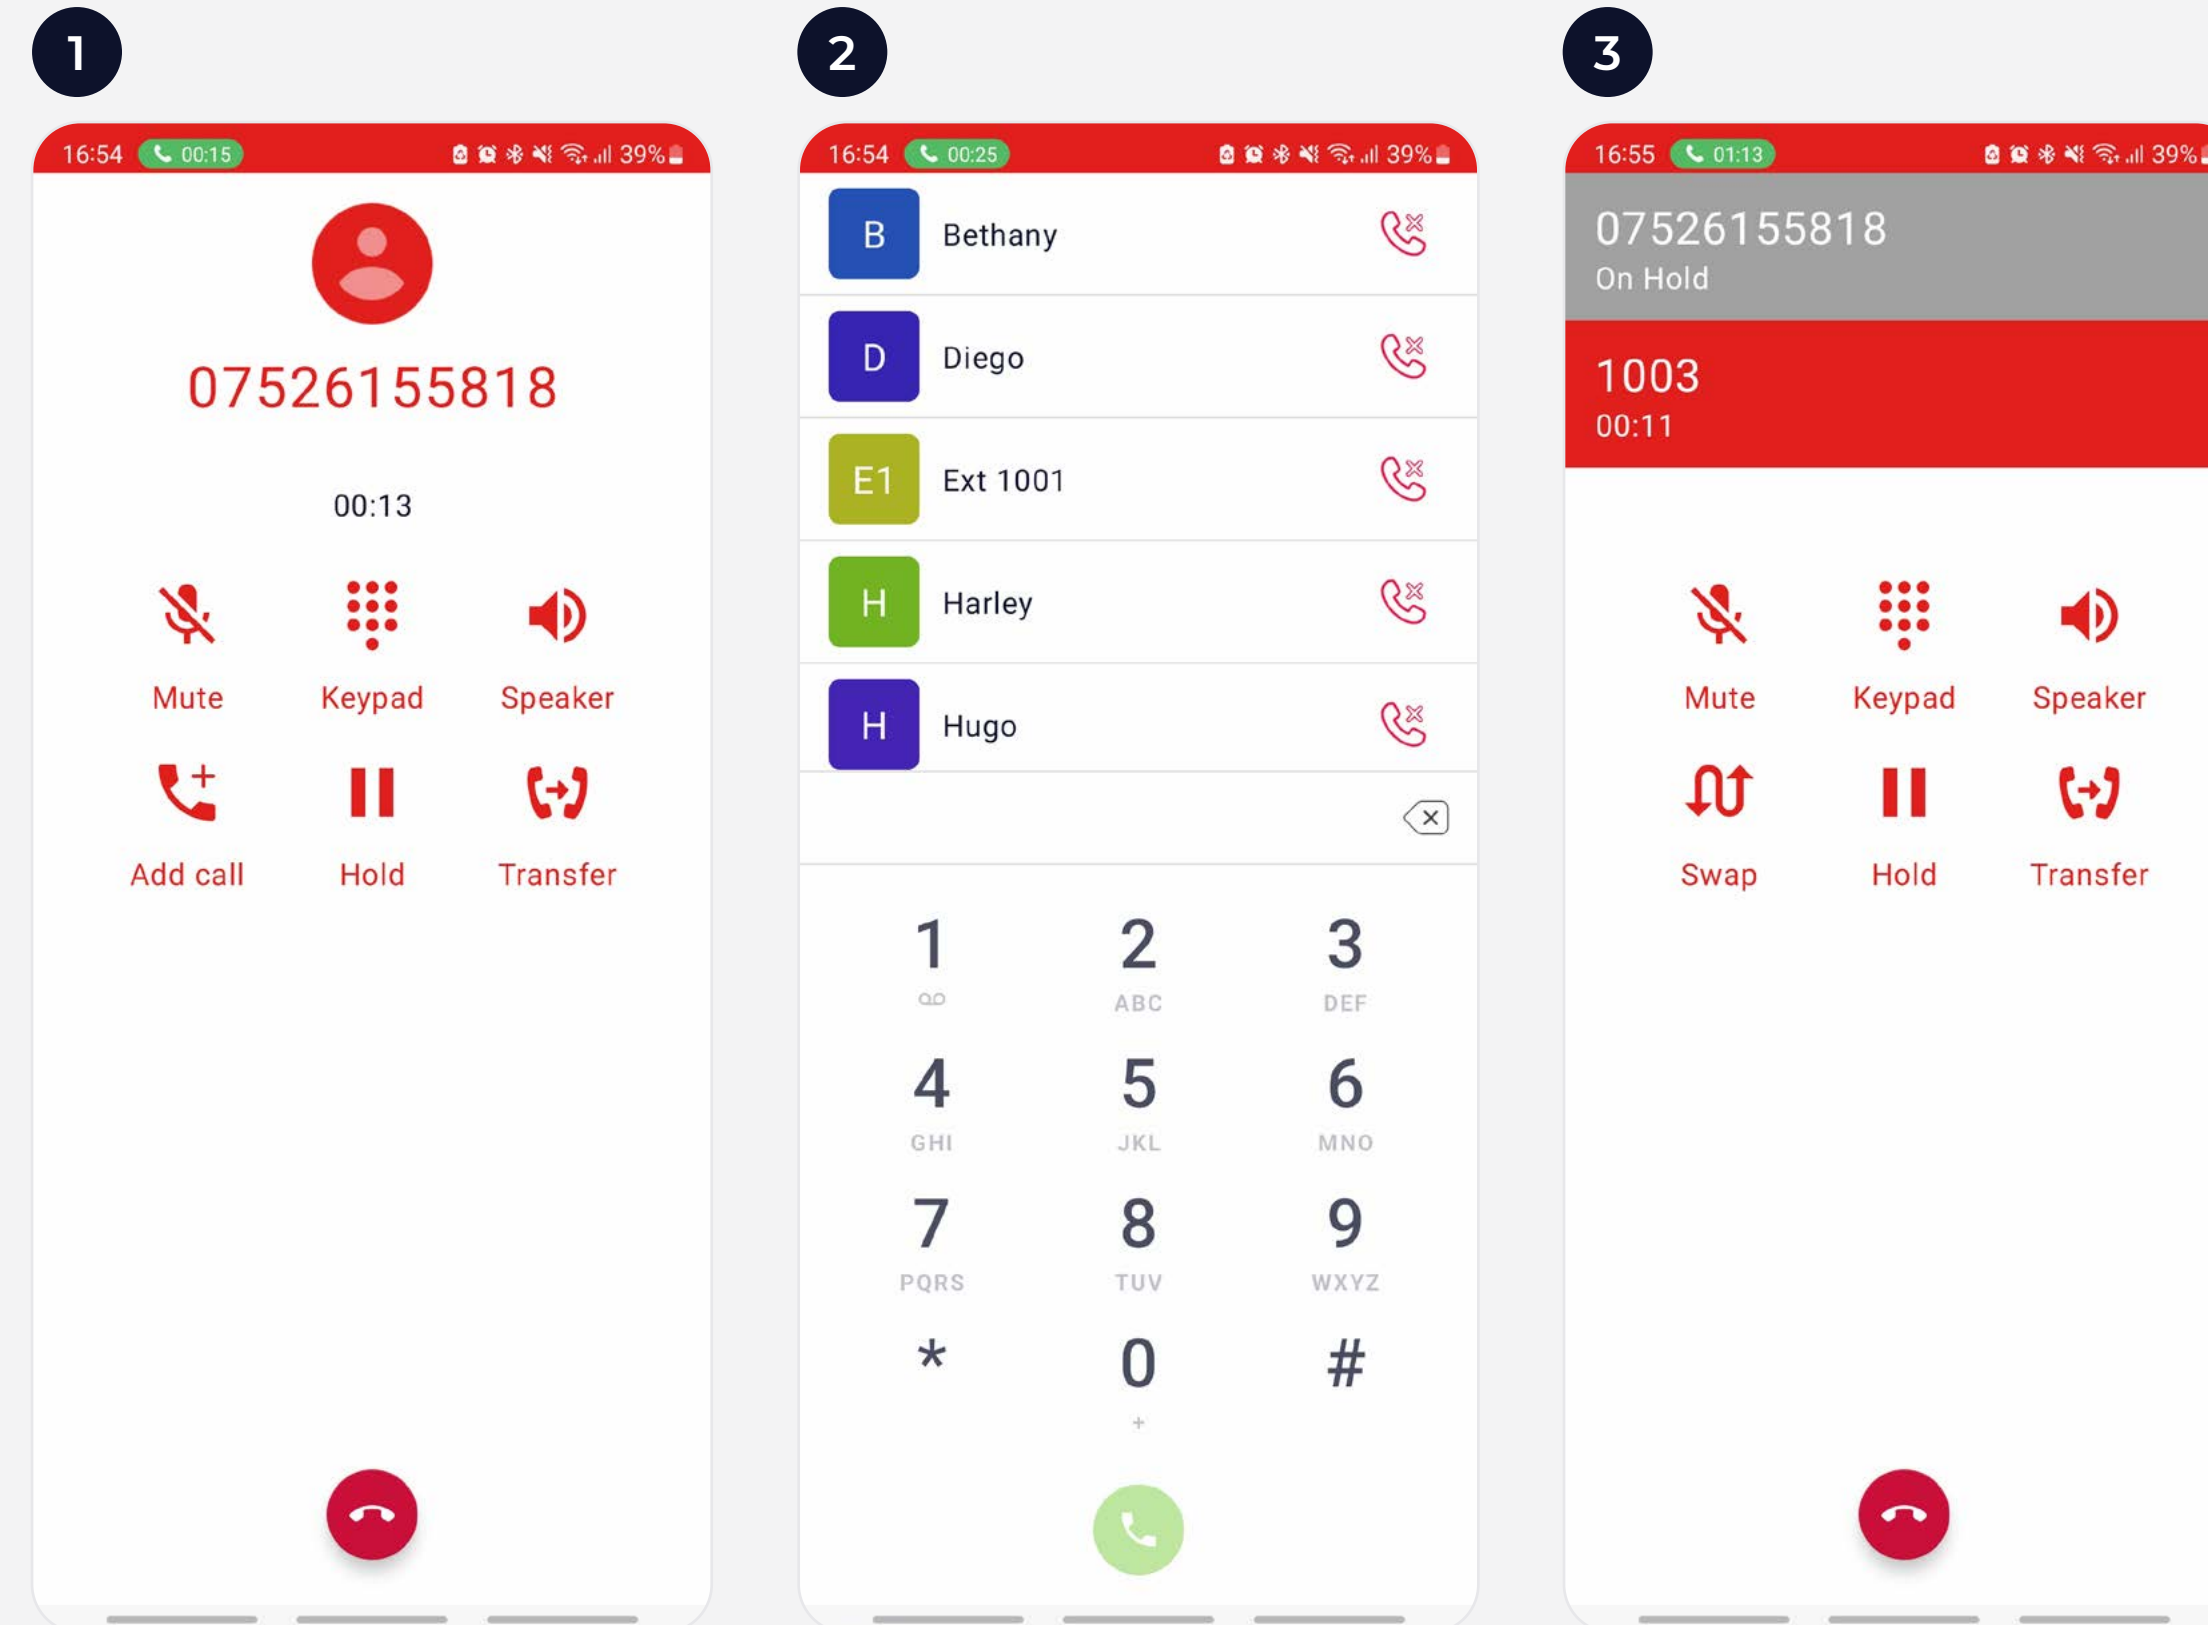 1
16:54 00:15 39%
07526155818
00:13
Mute Keypad Speaker
Add call Hold Transfer
2
16:54 00:25 39%
B Bethany
D Diego
E1 Ext 1001
H Harley
H Hugo
1 2 3
ABC DEF
4 5 6
GHI JKL MNO
7 8 9
PQRS TUV WXYZ
* 0 #
+
3
16:55 01:13 39%
07526155818
On Hold
1003
00:11
Mute Keypad Speaker
Swap Hold Transfer